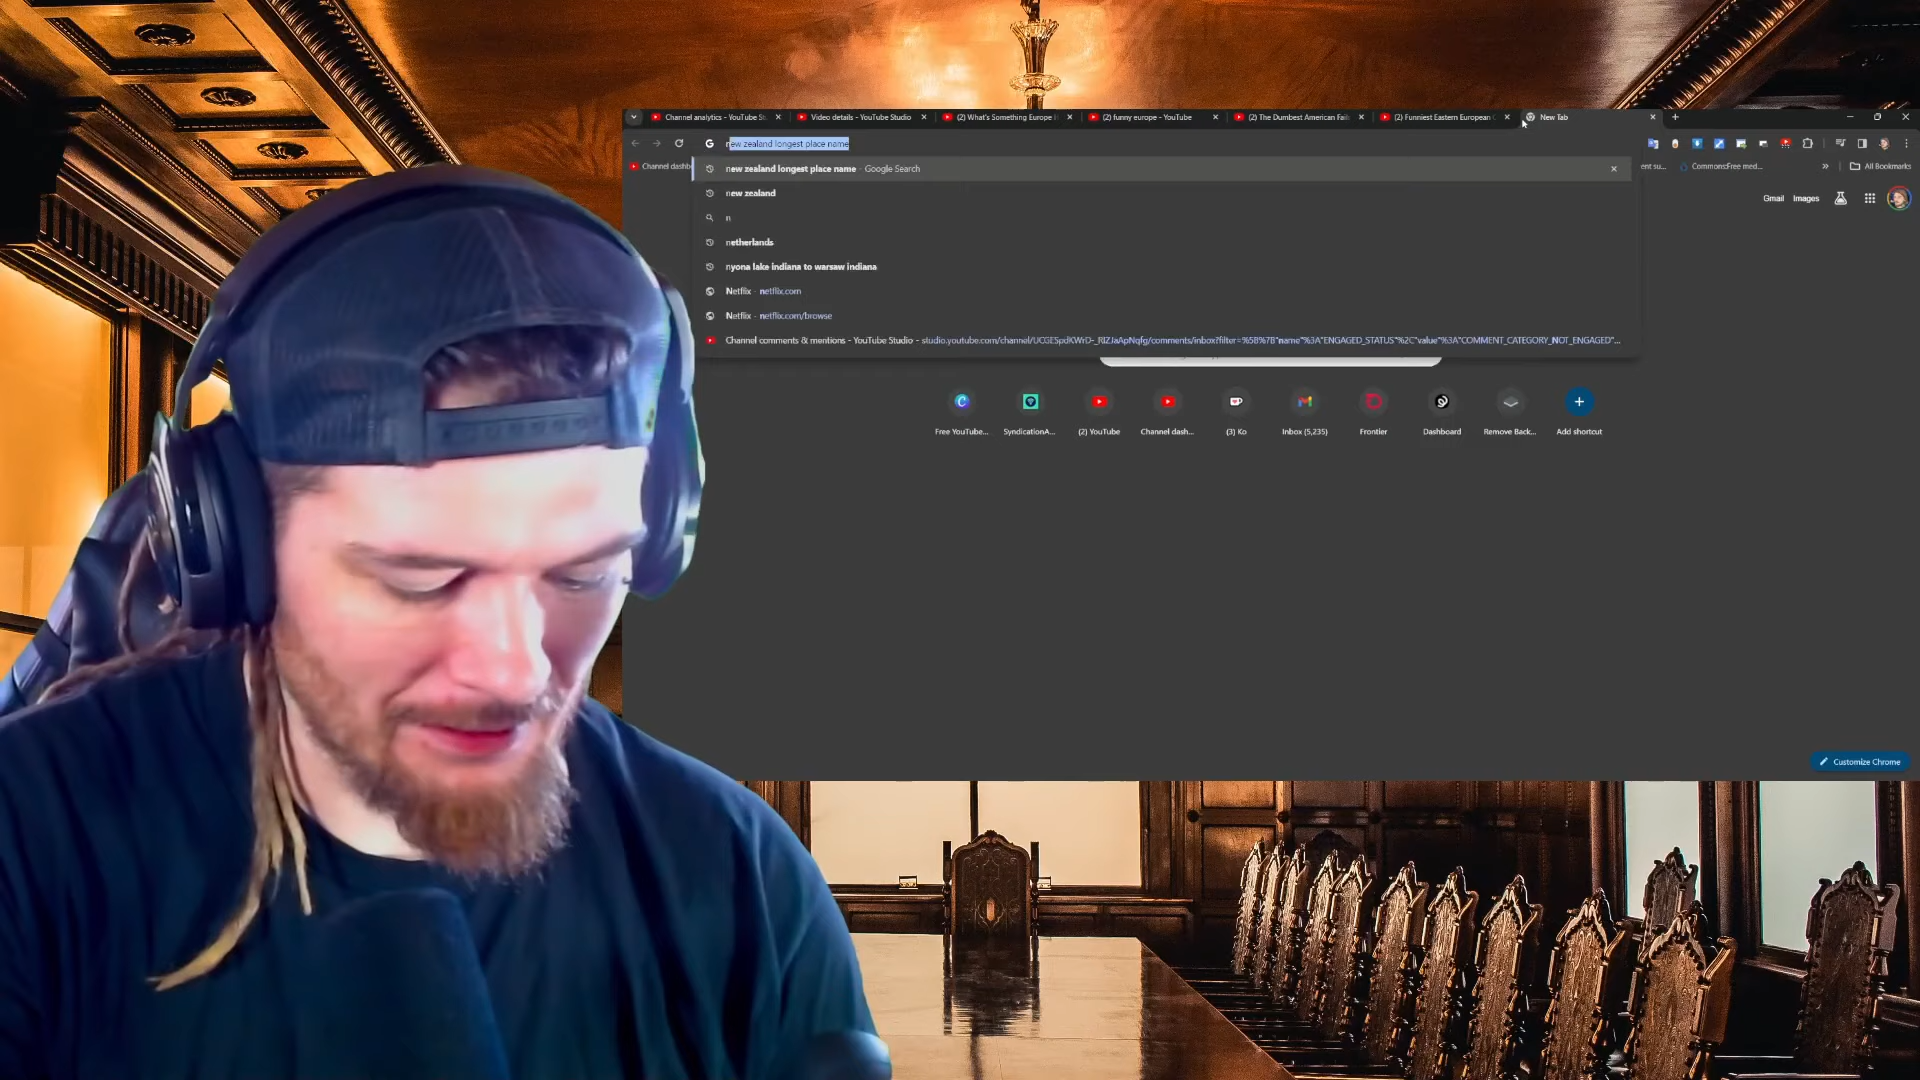 Channel analytics - YouTube St
Video details - YouTube Studio
(2) What's Something Europe
(2) funny europe - YouTube
(2) The Dumbest American Fail
(2) Funniest Eastern European
New Tab
new zealand longest place name
Channel dashb
CommonsFree med...
All Bookmarks
new zealand longest place name - Google Search
new zealand
n
netherlands
nyona lake indiana to warsaw indiana
Netflix - netflix.com
Netflix - netflix.com/browse
Channel comments & mentions - YouTube Studio -
Gmail Images
Free YouTube...
SyndicationA...
(2) YouTube
Channel dash...
(3) Ko
Inbox (5,235)
Frontier
Dashboard
Remove Back...
Add shortcut
Customize Chrome